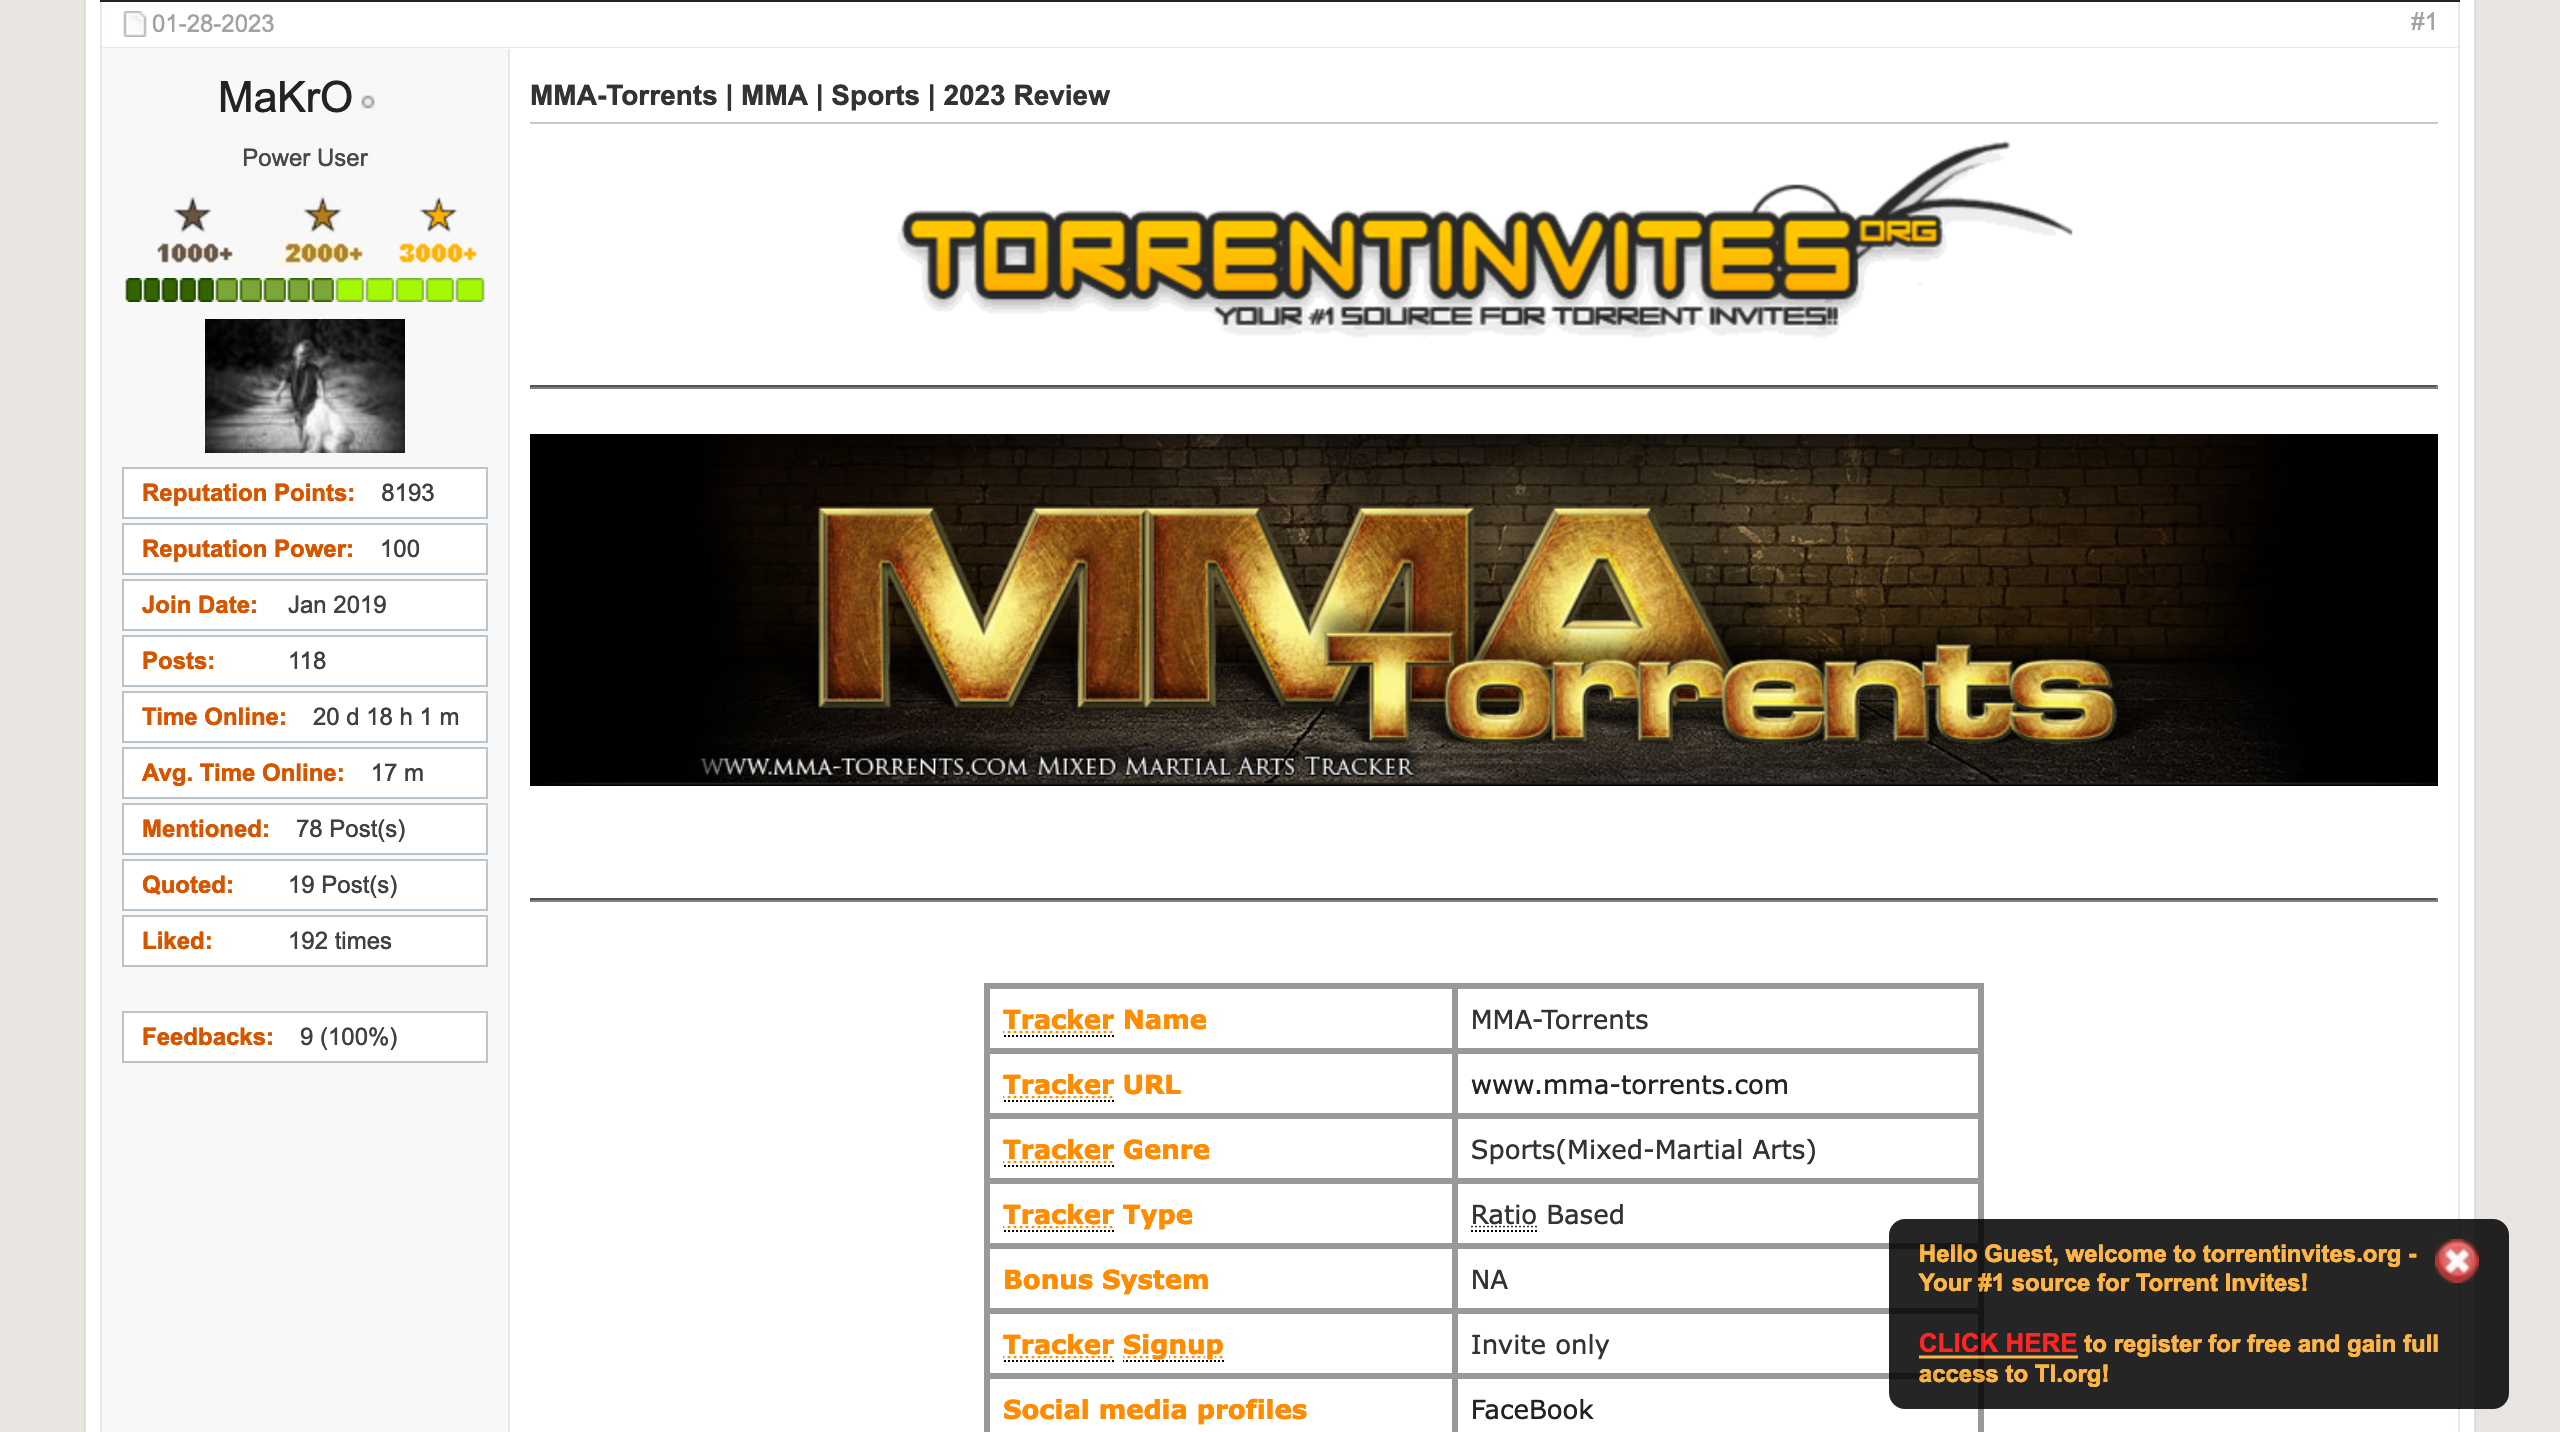 01-28-2023
#1
MaKrO
Power User
1000+ 2000+ 3000+
Reputation Points: 8193
Reputation Power: 100
Join Date: Jan 2019
Posts: 118
Time Online: 20 d 18 h 1 m
Avg. Time Online: 17 m
Mentioned: 78 Post(s)
Quoted: 19 Post(s)
Liked: 192 times
Feedbacks: 9 (100%)
MMA-Torrents | MMA | Sports | 2023 Review
TORRENTINVITES ORG
YOUR #1 SOURCE FOR TORRENT INVITES!!
MMA
Torrents
WWW.MMA-TORRENTS.COM MIXED MARTIAL ARTS TRACKER
Tracker Name MMA-Torrents
Tracker URL www.mma-torrents.com
Tracker Genre Sports(Mixed-Martial Arts)
Tracker Type Ratio Based
Bonus System NA
Tracker Signup Invite only
Social media profiles FaceBook
Hello Guest, welcome to torrentinvites.org -
Your #1 source for Torrent Invites!
CLICK HERE to register for free and gain full
access to TI.org!